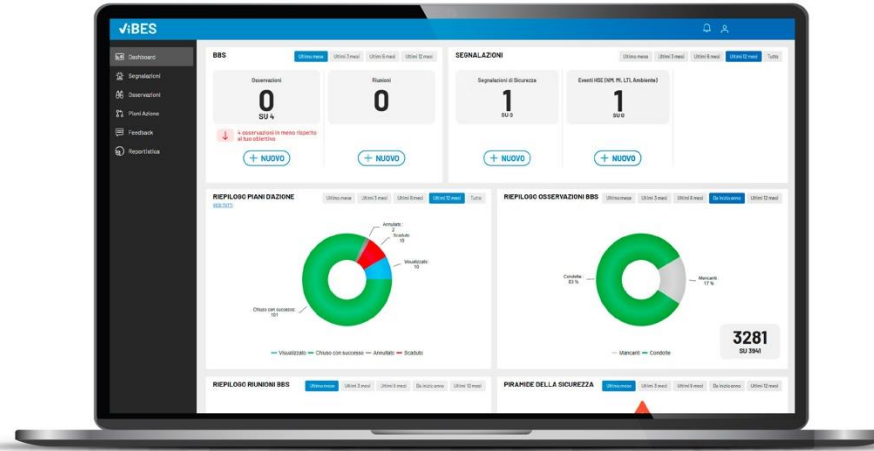 ViBES
Dashboard
Segnalazioni
Osservazioni
Piani Azione
Feedback
Reportistica
BBS
Ultimo mese Ultimi 3 mesi Ultimi 6 mesi Ultimi 12 mesi
Osservazioni
0
SU 4
4 osservazioni in meno rispetto
al tuo obiettivo
+ NUOVO
Riunioni
0
+ NUOVO
SEGNALAZIONI
Ultimo mese Ultimi 3 mesi Ultimi 6 mesi Ultimi 12 mesi Tutto
Segnalazioni di Sicurezza
1
SU 0
+ NUOVO
Eventi HSE (NM, MI, LTI, Ambiente)
1
SU 0
+ NUOVO
RIEPILOGO PIANI D'AZIONE
Ultimo mese Ultimi 3 mesi Ultimi 6 mesi Ultimi 12 mesi Tutto
VEDI TUTTI
Annullato:
2
Scaduto:
Visualizzato:
Chiuso con successo:
Visualizzato Chiuso con successo Annullato Scaduto
RIEPILOGO OSSERVAZIONI BBS
Ultimo mese Ultimi 3 mesi Ultimi 6 mesi Da inizio anno Ultimi 12 mesi
Condotte:
83 %
Mancanti:
17 %
Mancanti Condotte
3281
SU 3941
RIEPILOGO RIUNIONI BBS
Ultimo mese Ultimi 3 mesi Ultimi 6 mesi Da inizio anno Ultimi 12 mesi
PIRAMIDE DELLA SICUREZZA
Ultimo mese Ultimi 3 mesi Ultimi 6 mesi Da inizio anno Ultimi 12 mesi